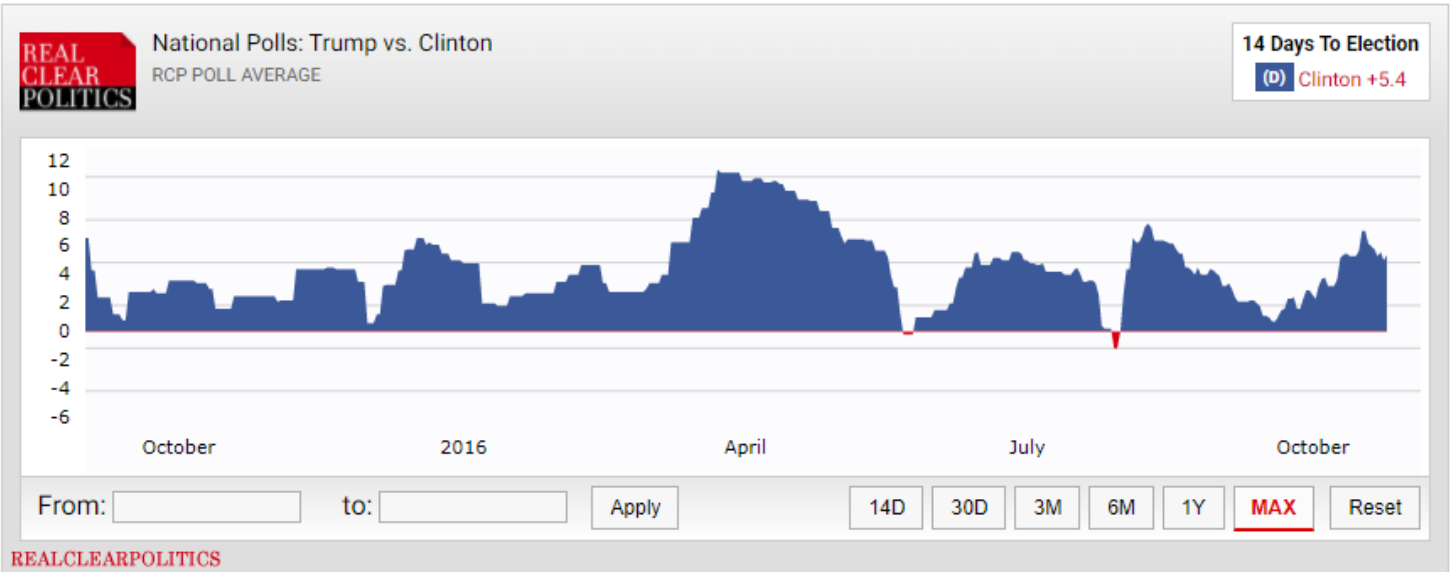 REAL
CLEAR
POLITICS
National Polls: Trump vs. Clinton
RCP POLL AVERAGE
14 Days To Election
(D) Clinton +5.4
12
10
8
6
4
2
0
-2
-4
-6
October 2016 April July October
From: to: Apply 14D 30D 3M 6M 1Y MAX Reset
REALCLEARPOLITICS